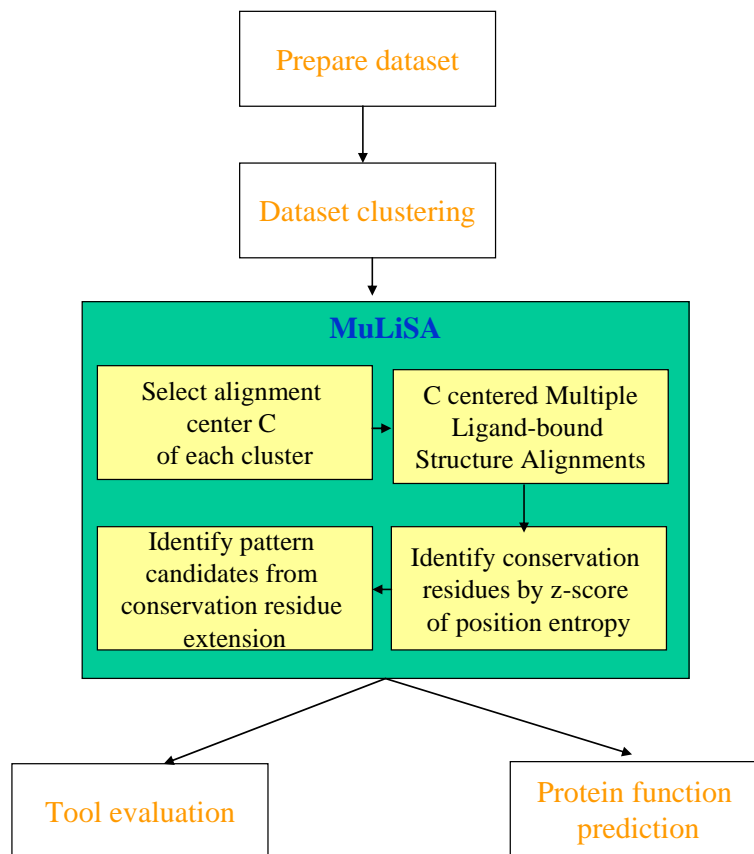 Prepare dataset
Dataset clustering
MuLiSA
Select alignment
center C
of each cluster
C centered Multiple
Ligand-bound
Structure Alignments
Identify pattern
candidates from
conservation residue
extension
Identify conservation
residues by z-score
of position entropy
Tool evaluation
Protein function
prediction